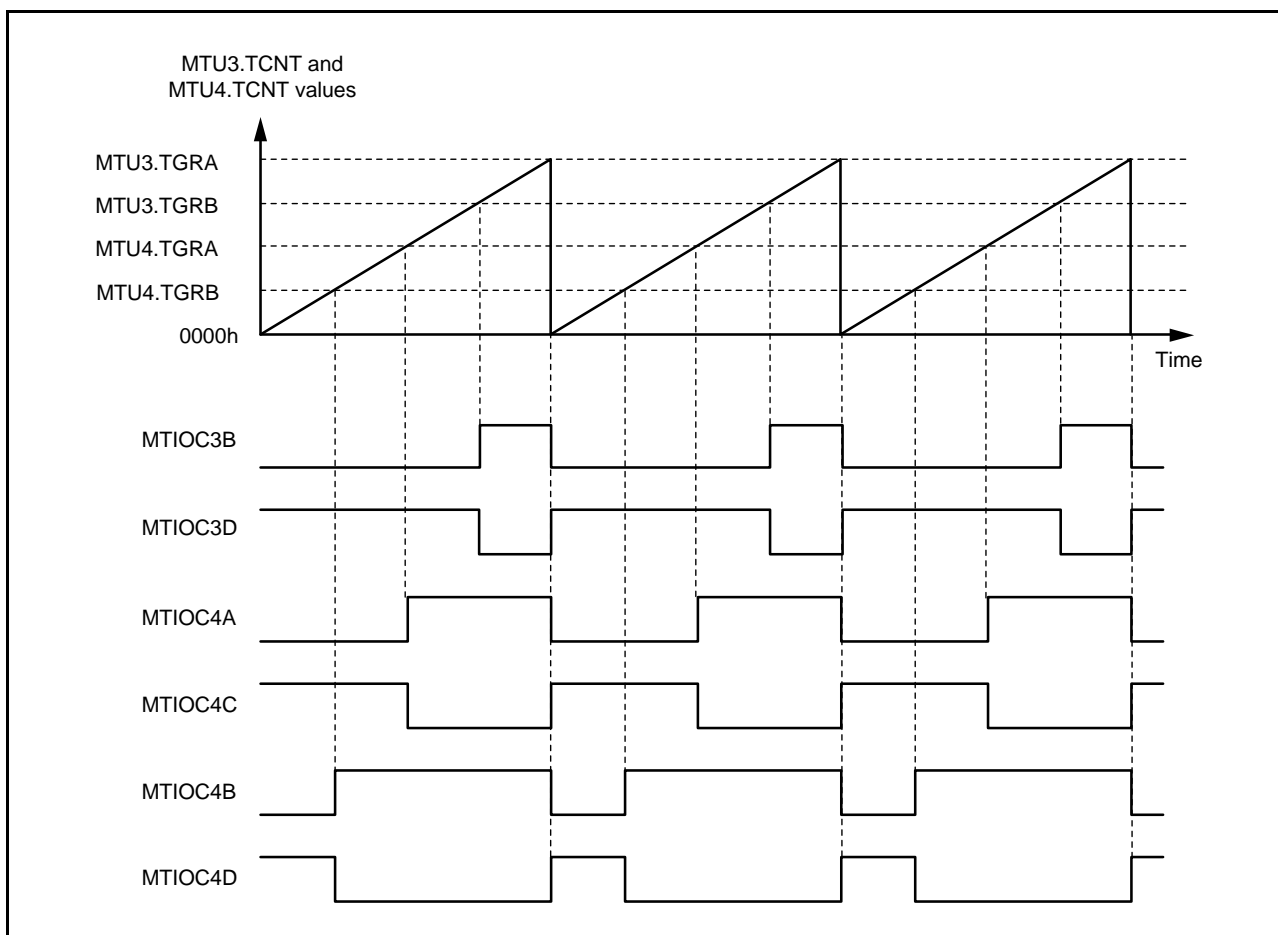 MTU3.TCNT and
MTU4.TCNT values
MTU3.TGRA
MTU3.TGRB
MTU4.TGRA
MTU4.TGRB
0000h
Time
MTIOC3B
MTIOC3D
MTIOC4A
MTIOC4C
MTIOC4B
MTIOC4D